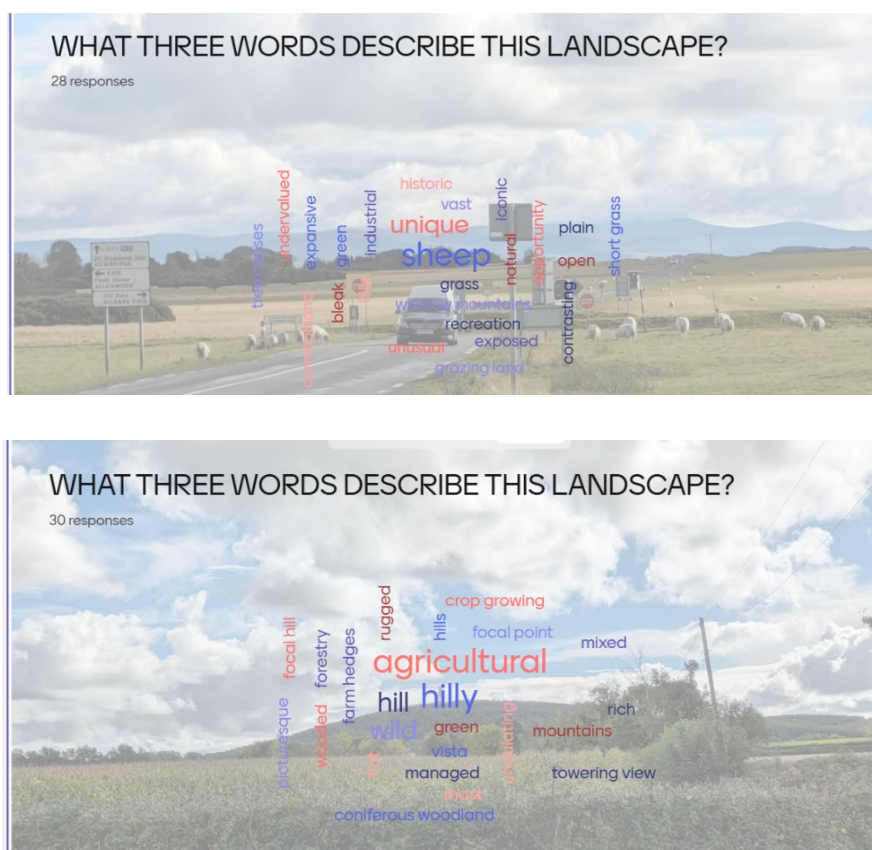 WHAT THREE WORDS DESCRIBE THIS LANDSCAPE?
28 responses
historic
vast
iconic
undervalued
expansive
green
industrial
unique
sheep
natural
opportunity
plain
short grass
open
treeless
grass
bleak
recreation
exposed
contrasting
unusual
grazing land
WHAT THREE WORDS DESCRIBE THIS LANDSCAPE?
30 responses
rugged
crop growing
hills
focal point
mixed
focal hill
forestry
farm hedges
agricultural
hill
hilly
picturesque
wooded
wild
green
undulating
rich
mountains
flat
vista
managed
towering view
coniferous woodland